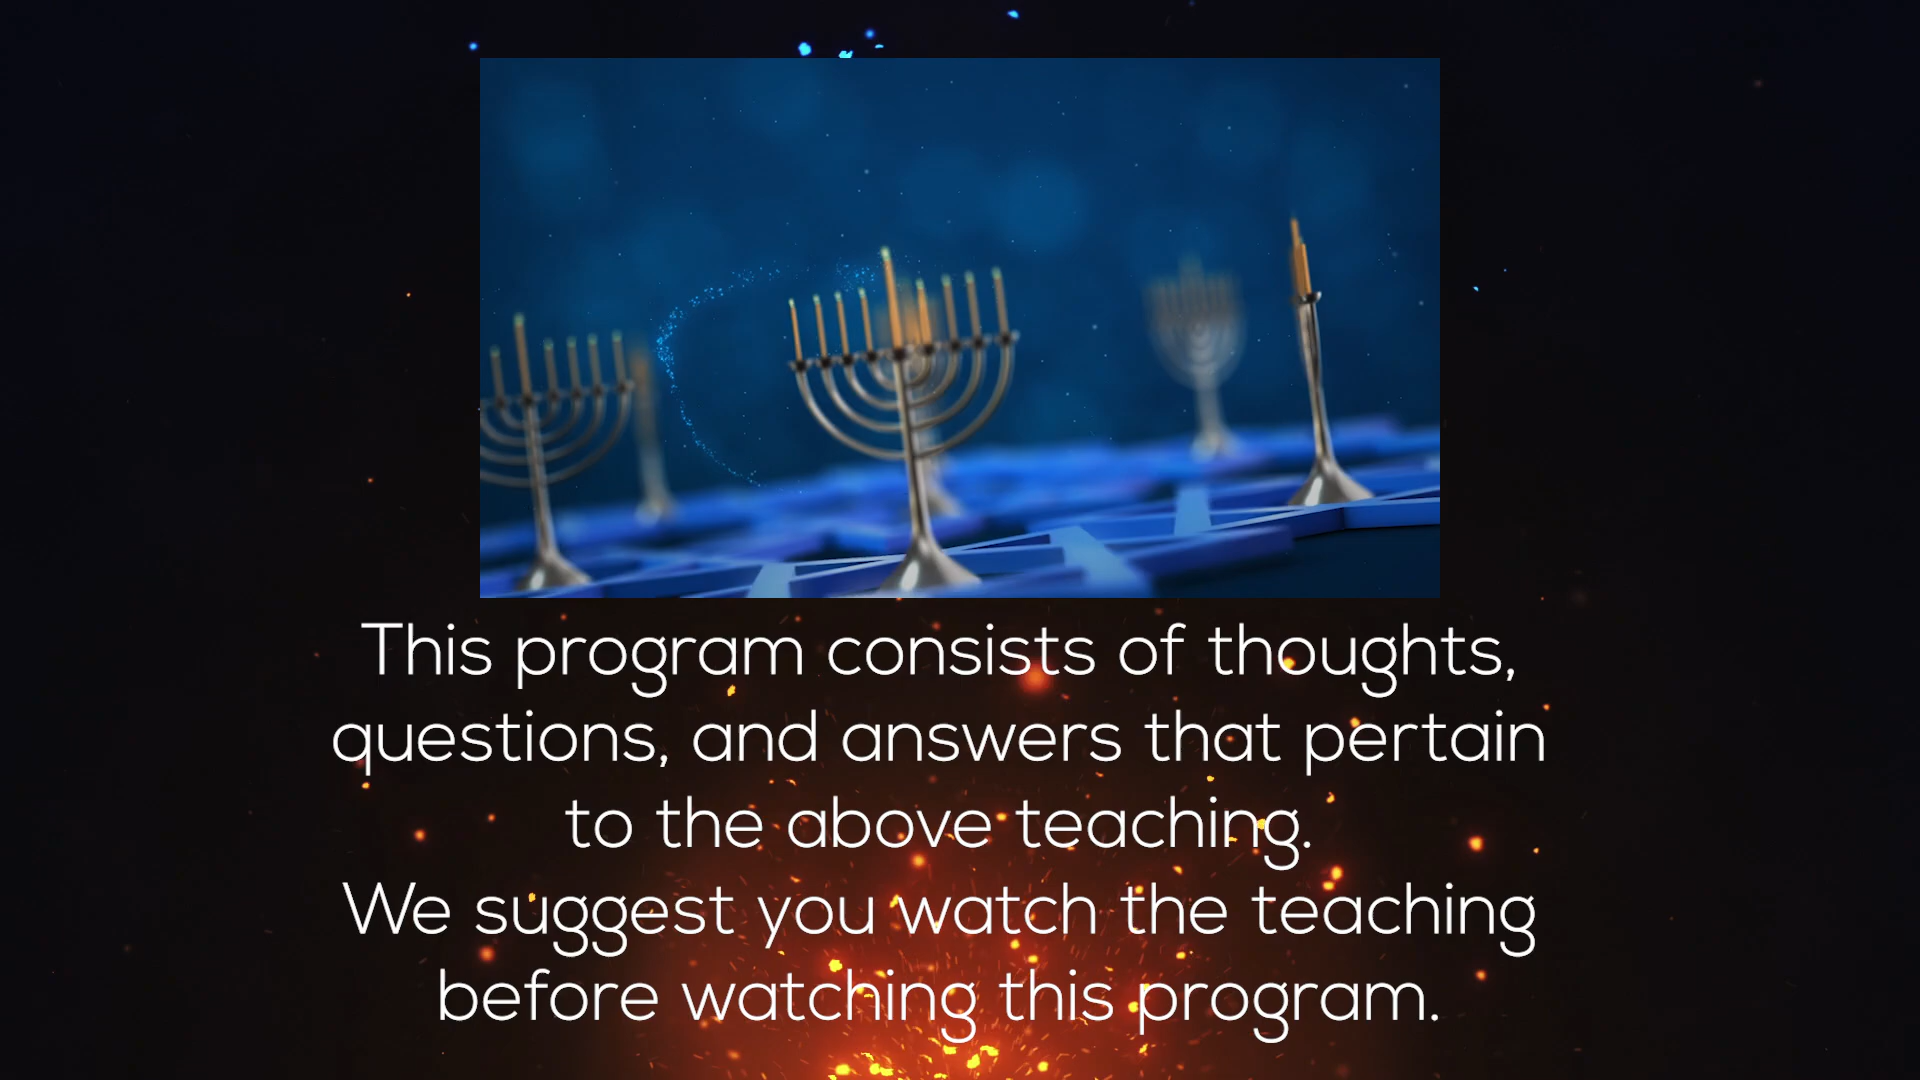 This program consists of thoughts,
questions, and answers that pertain
to the above teaching.
We suggest you watch the teaching
before watching this program.